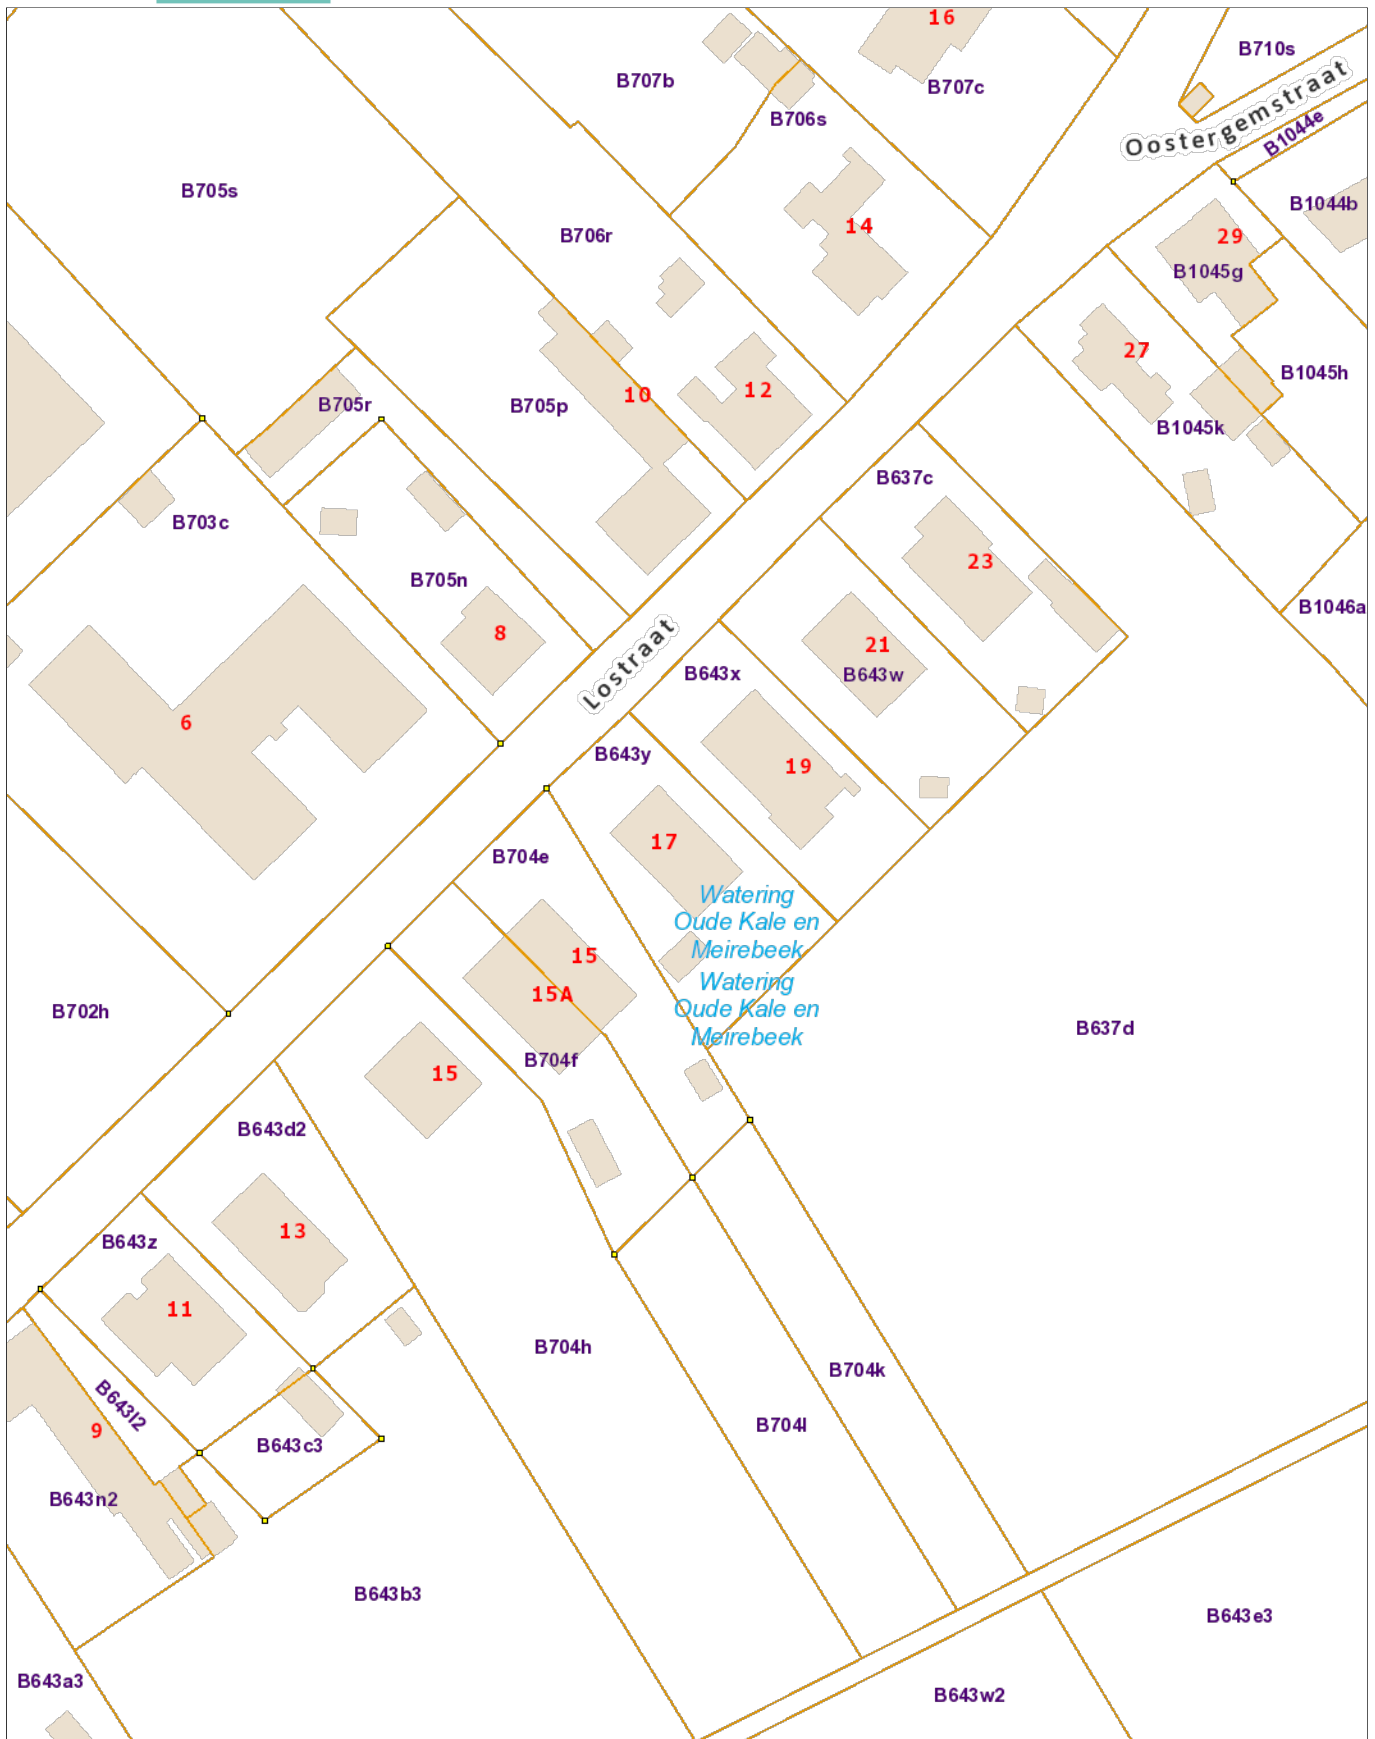 16
B710s
B707b
B707c
Oostergemstraat
B706s
B1044e
B705s
B1044b
14
B706r
29
B1045g
27
B1045h
12
10
B705r
B705p
B1045k
B637c
B703c
23
B705n
B1046a
8
21
Lostraat
B643x
B643w
6
B643y
19
17
B704e
Watering
Oude Kale en
Meirebeek
15
Watering
15A
Oude Kale en
B702h
Meirebeek
B637d
B704f
15
B643d2
13
B643z
11
B704h
B704k
B643l2
B704l
9
B643c3
B643n2
B643b3
B643e3
B643a3
B643w2